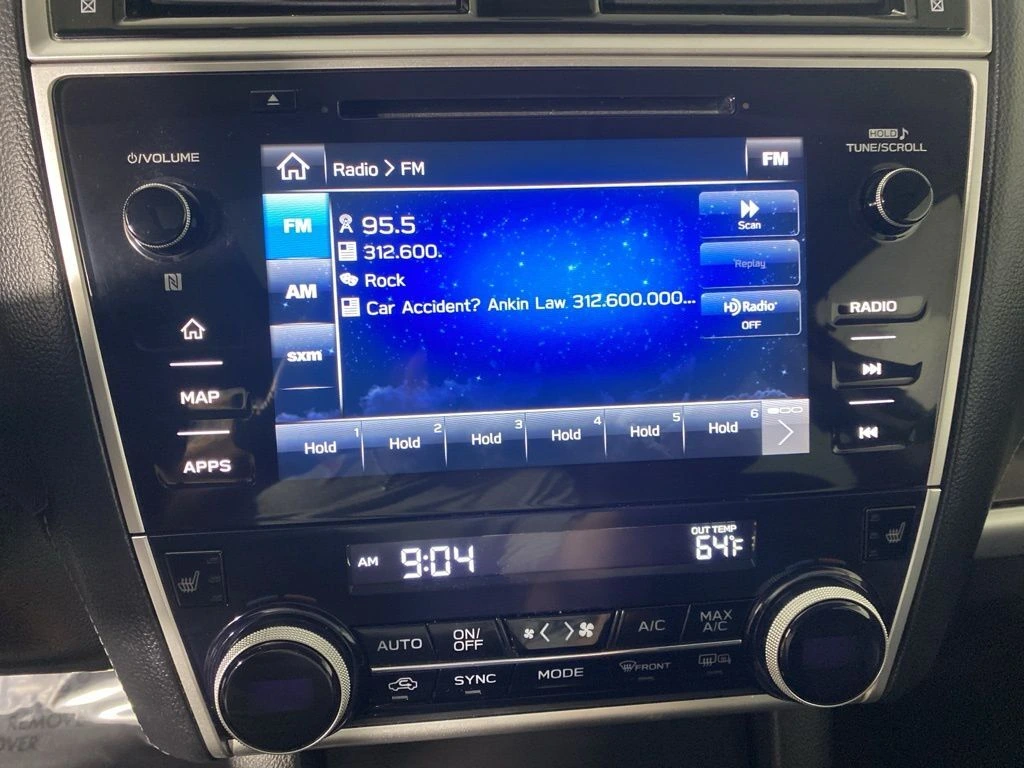 ⏻/VOLUME
HOLD ♪
TUNE/SCROLL
Radio > FM
FM
FM
95.5
312.600.
Rock
Car Accident? Ankin Law 312.600.000...
AM
sxm
Scan
Replay
HD Radio
OFF
MAP
APPS
RADIO
1 2 3 4 5 6
Hold Hold Hold Hold Hold Hold
AM 9:04
OUT TEMP
64°F
AUTO
ON/
OFF
A/C
MAX
A/C
SYNC
MODE
FRONT
REMOVE
OVER